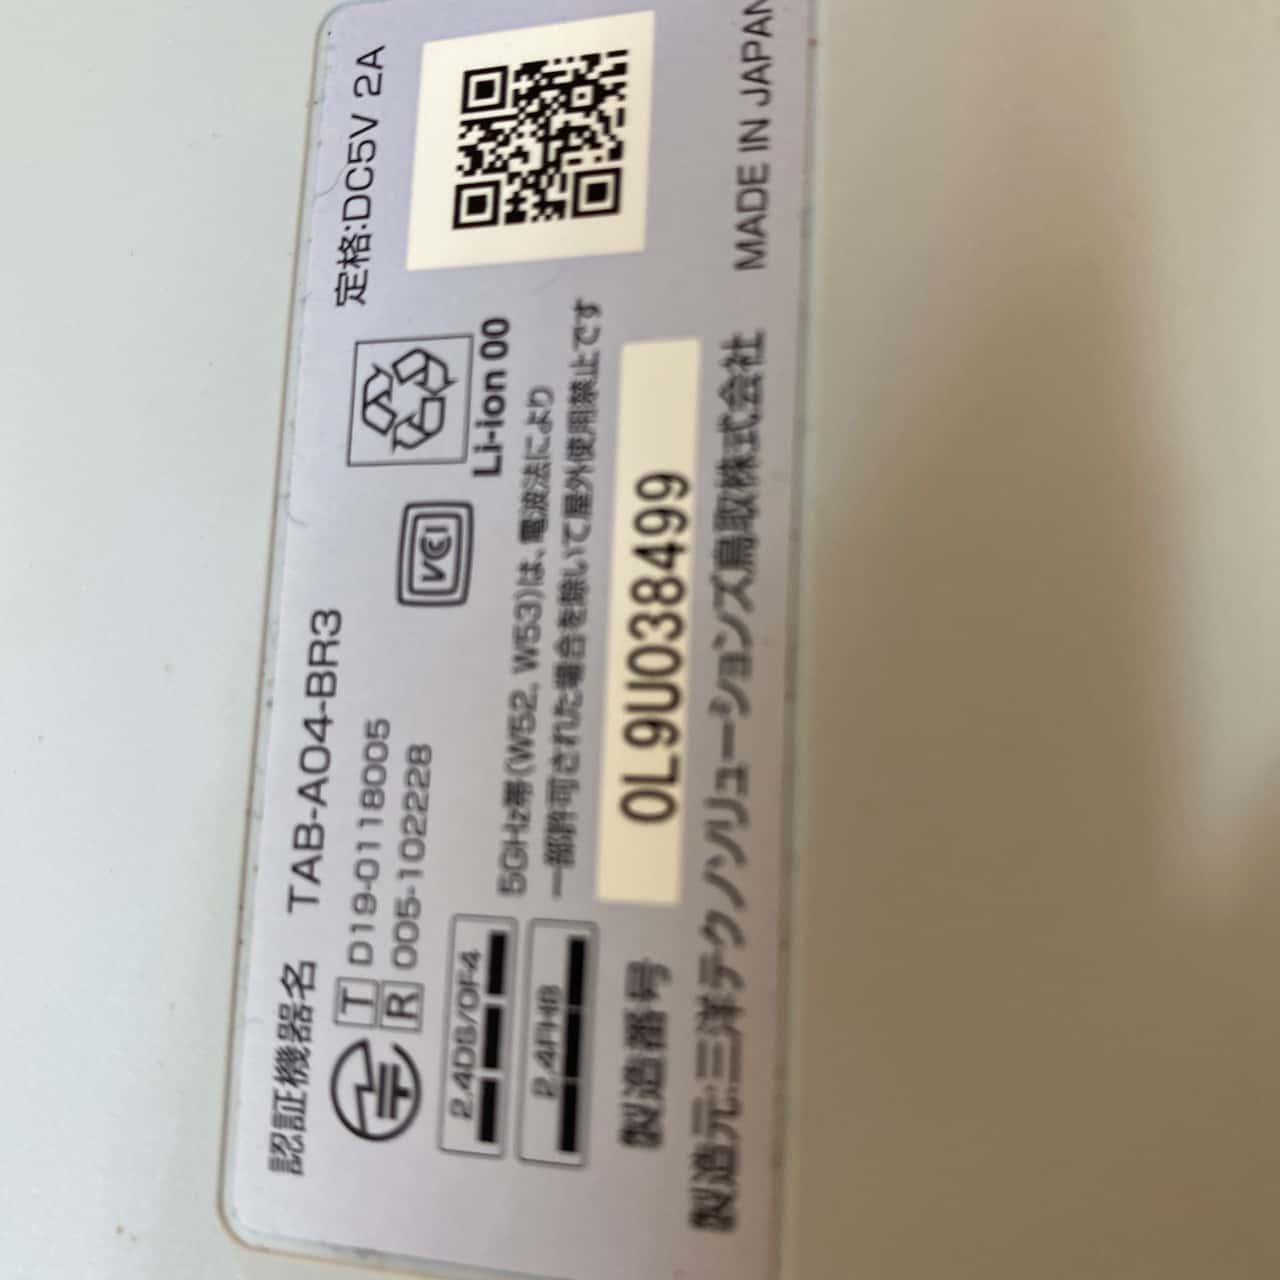 認証機器名 TAB-A04-BR3
定格:DC5V 2A
T D19-0118005
R 005-102228
VCCI
Li-ion 00
2.4DS/OF4
2.4FH8
5GHz帯(W52, W53)は、電波法により
一部許可された場合を除いて屋外使用禁止です
製造番号 0L9U038499
製造元:三洋テクノソリューションズ鳥取株式会社 MADE IN JAPAN